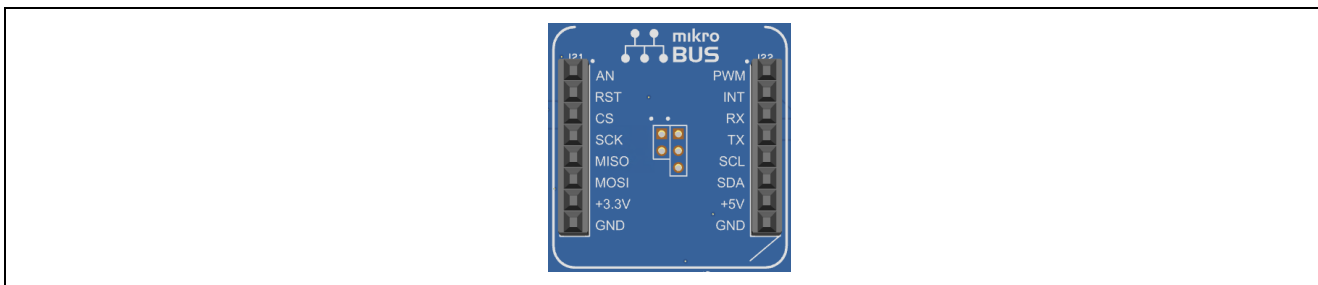 mikro
BUS
J21
J22
AN PWM
RST INT
CS RX
SCK TX
MISO SCL
MOSI SDA
+3.3V +5V
GND GND